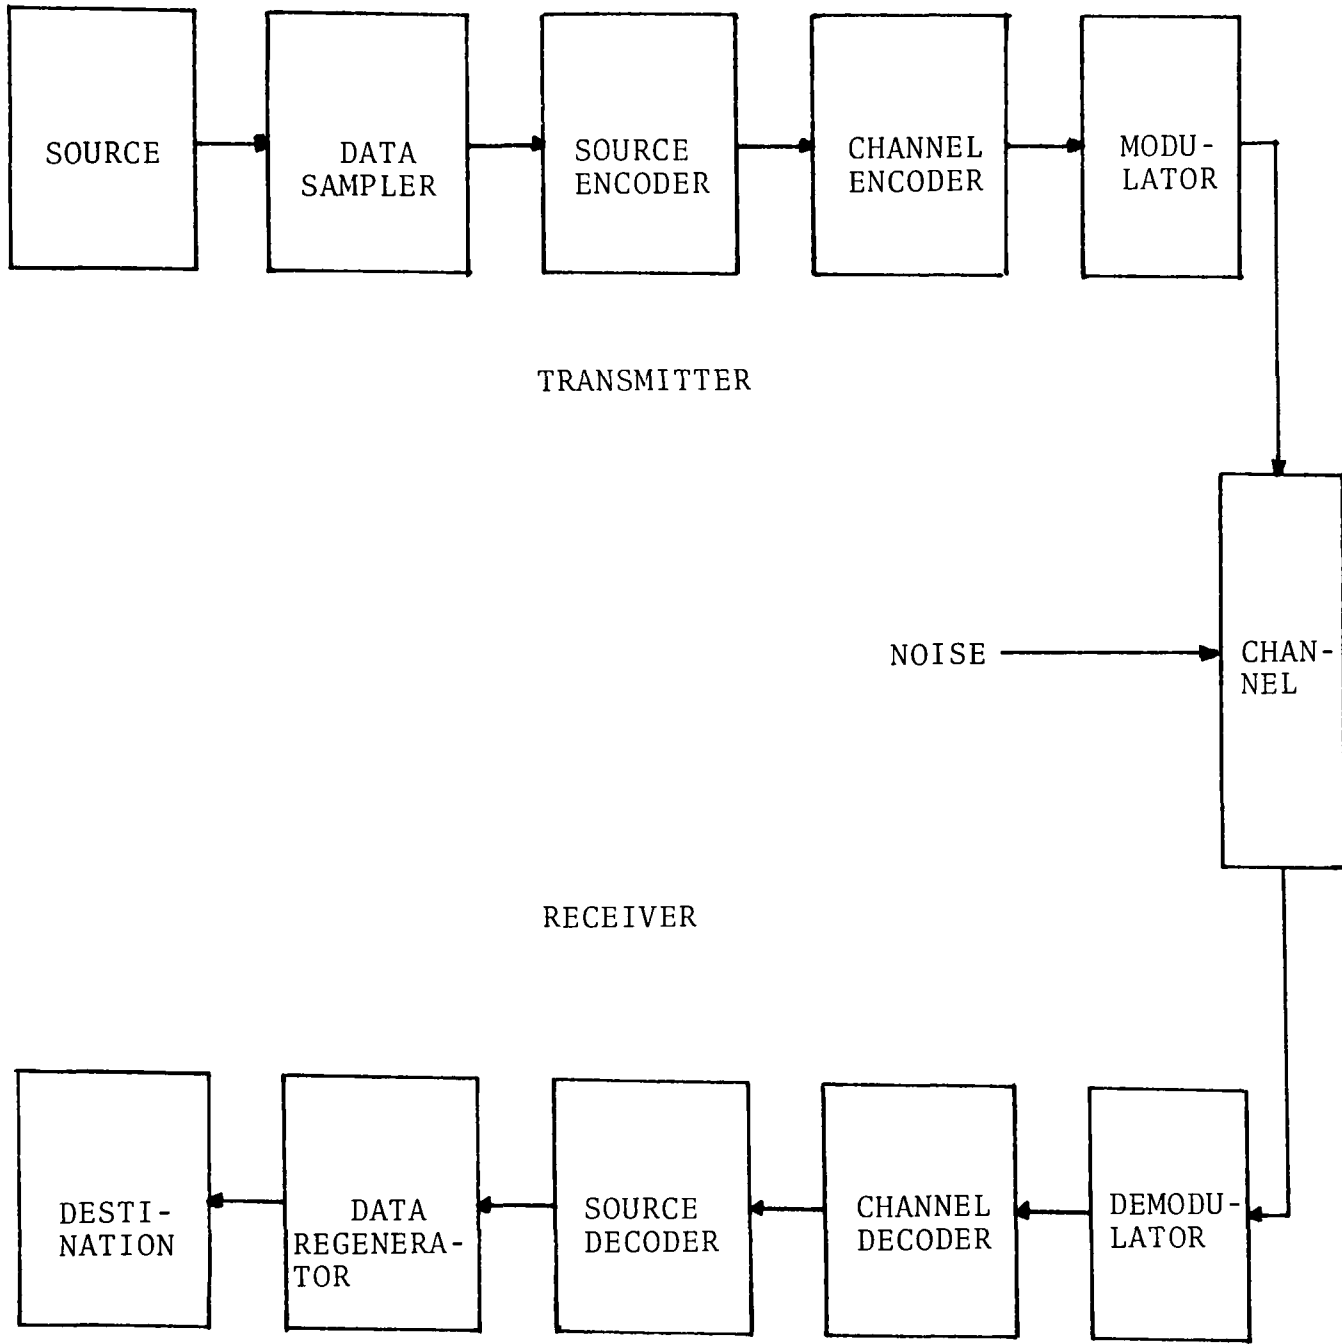 SOURCE
DATA
SAMPLER
SOURCE
ENCODER
CHANNEL
ENCODER
MODU-
LATOR
TRANSMITTER
NOISE
CHAN-
NEL
RECEIVER
DESTI-
NATION
DATA
REGENERA-
TOR
SOURCE
DECODER
CHANNEL
DECODER
DEMODU-
LATOR